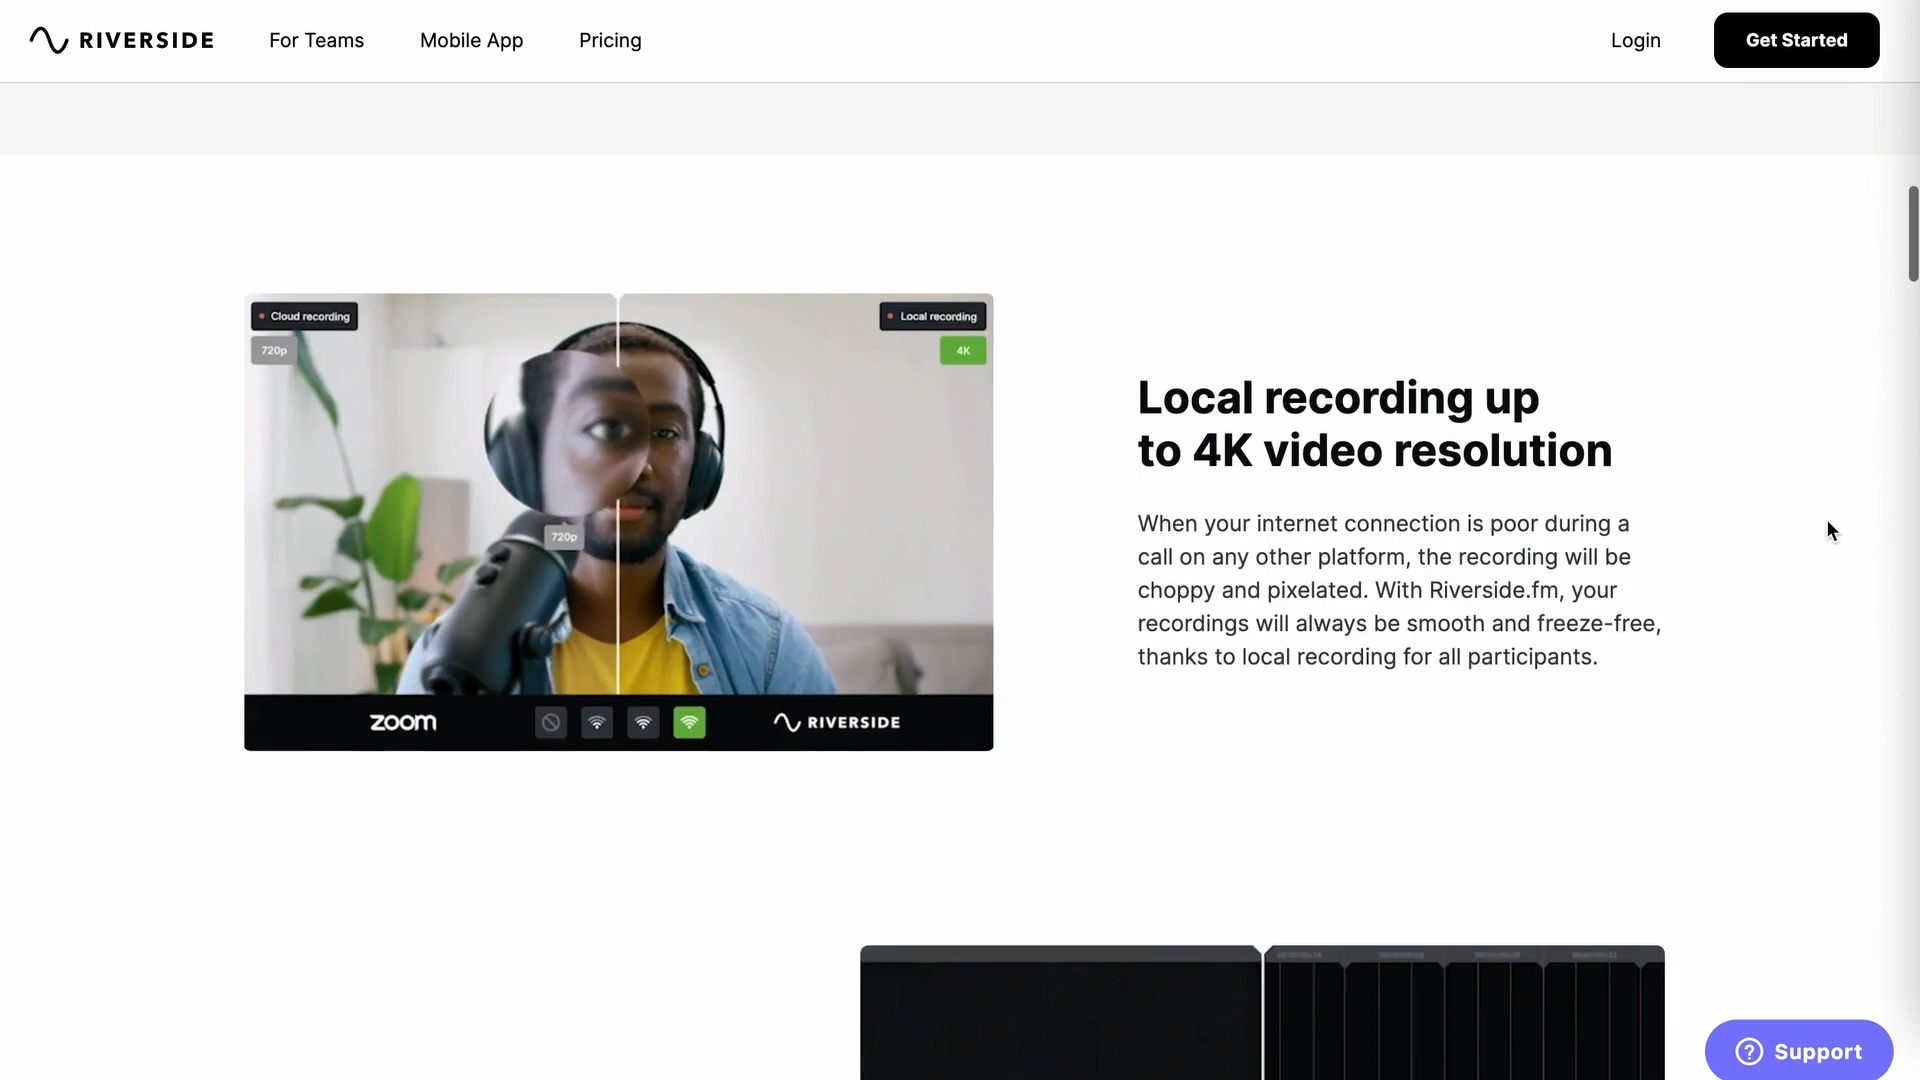 RIVERSIDE
For Teams
Mobile App
Pricing
Login
Get Started
Cloud recording
Local recording
720p
4K
720p
zoom
RIVERSIDE
Local recording up
to 4K video resolution
When your internet connection is poor during a
call on any other platform, the recording will be
choppy and pixelated. With Riverside.fm, your
recordings will always be smooth and freeze-free,
thanks to local recording for all participants.
Support